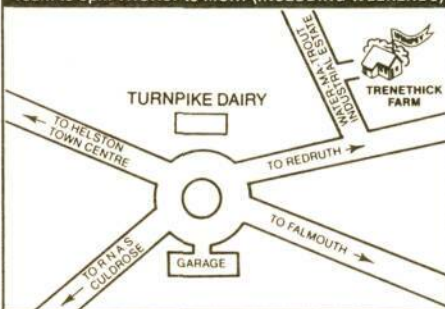 TURNPIKE DAIRY
WATER-MA-TROUT
INDUSTRIAL ESTATE
TRENETHICK
FARM
TO HELSTON
TOWN CENTRE
TO REDRUTH
TO R.N.A.S
CULDROSE
GARAGE
TO FALMOUTH